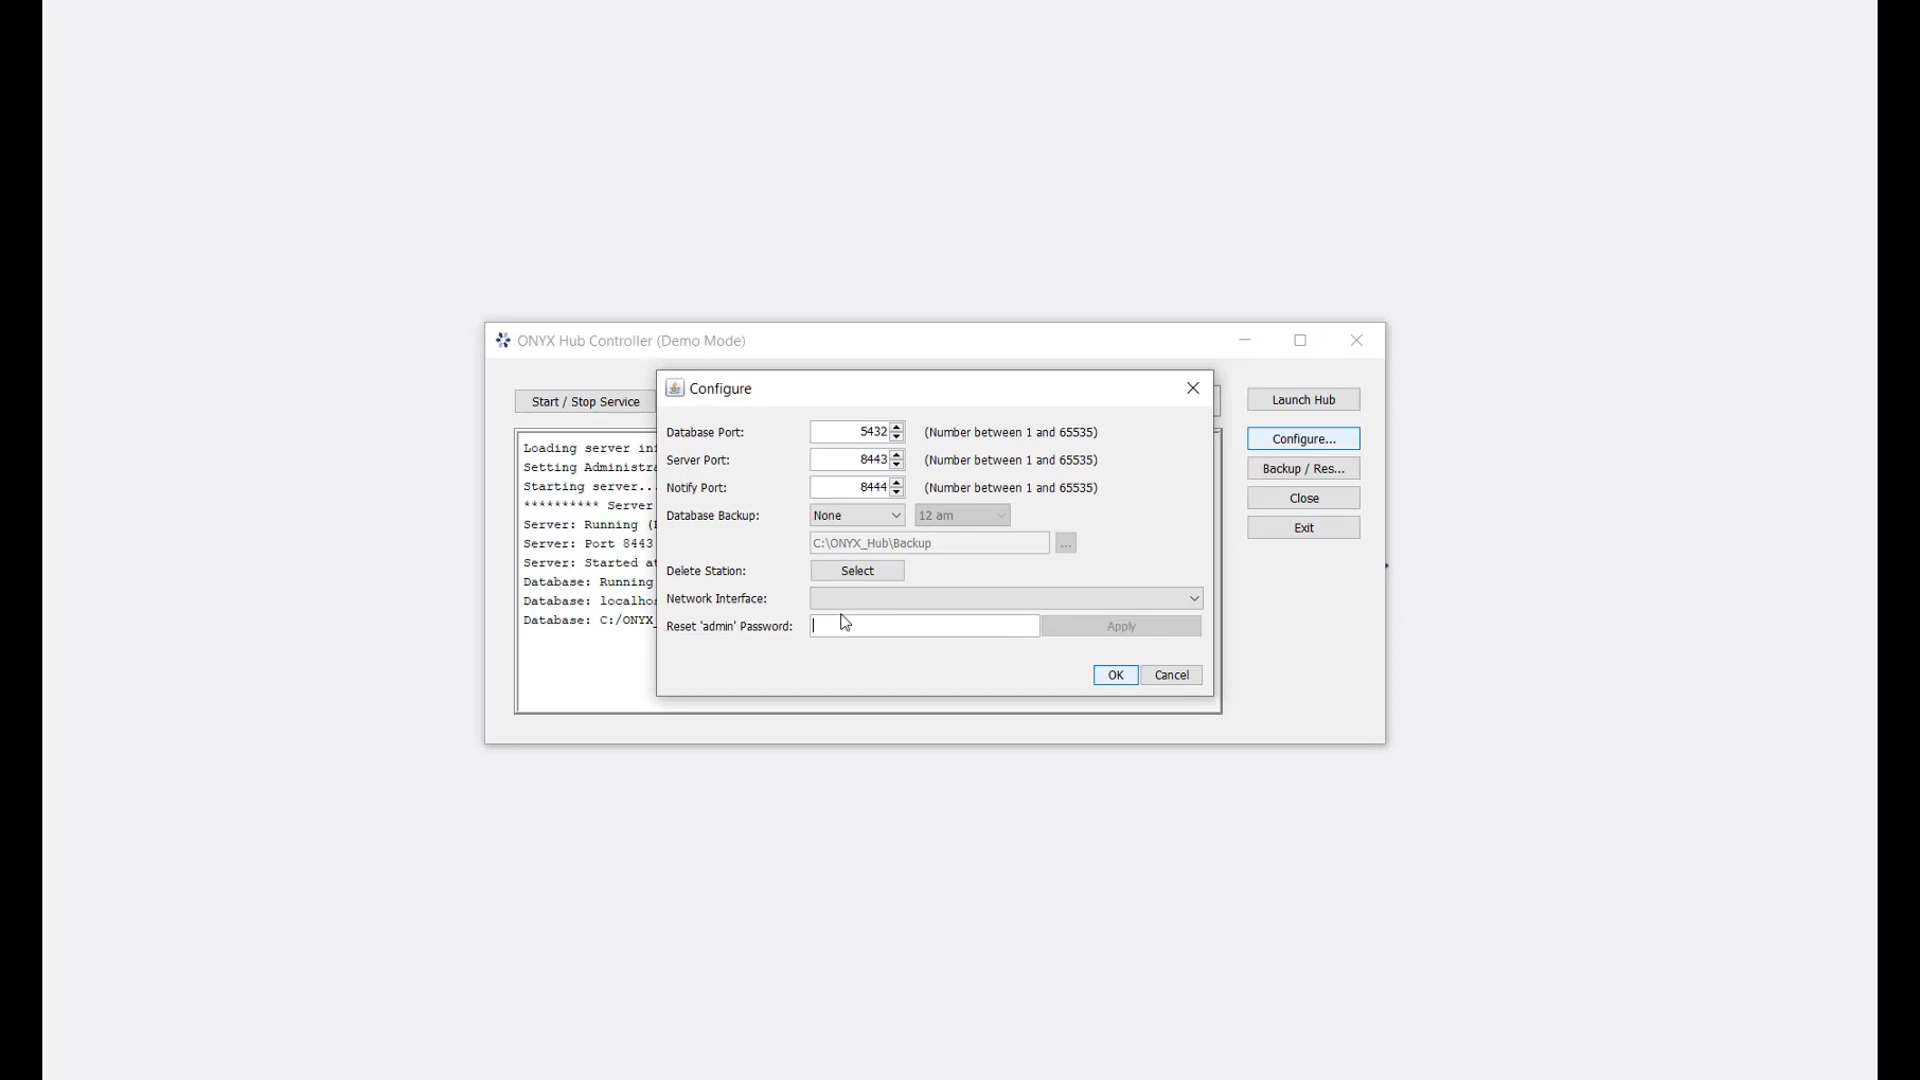 ONYX Hub Controller (Demo Mode)
Configure
Start / Stop Service
Launch Hub
Database Port: 5432 (Number between 1 and 65535)
Configure...
Loading server in
Server Port: 8443 (Number between 1 and 65535)
Setting Administra
Backup / Res...
Starting server...
Notify Port: 8444 (Number between 1 and 65535)
Close
********** Server
Database Backup: None 12 am
Server: Running (
Exit
Server: Port 8443
C:\ONYX_Hub\Backup ...
Server: Started at
Delete Station: Select
Database: Running
Network Interface:
Database: localhos
Database: C:/ONYX_
Reset 'admin' Password: Apply
OK Cancel